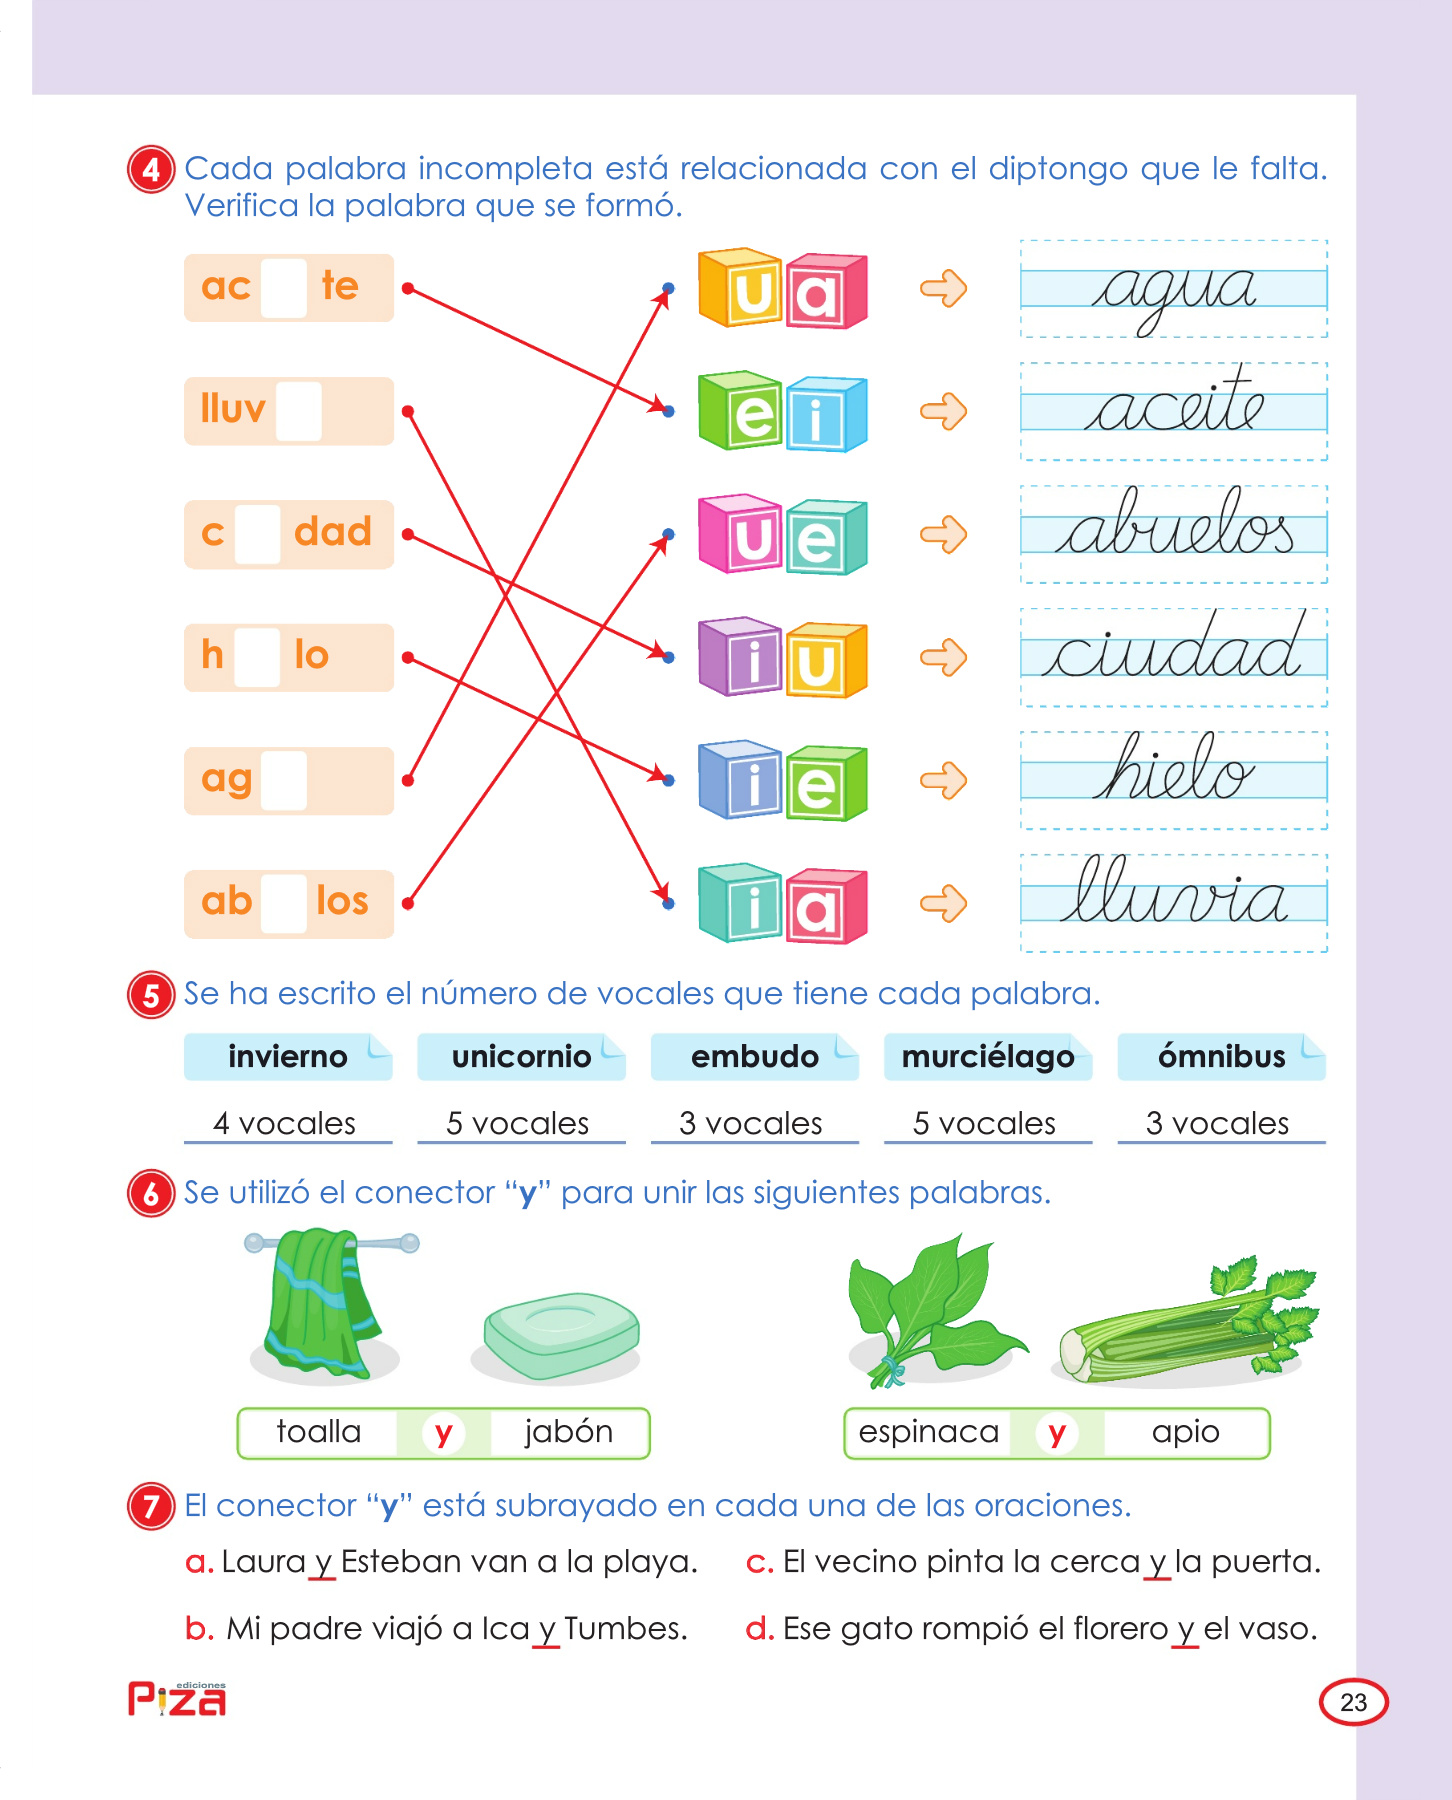 4 Cada palabra incompleta está relacionada con el diptongo que le falta.
Verifica la palabra que se formó.
ac te
ua
agua
lluv
ei
aceite
c dad
ue
abuelos
h lo
iu
ciudad
ag
ie
hielo
ab los
ia
lluvia
5 Se ha escrito el número de vocales que tiene cada palabra.
invierno unicornio embudo murciélago ómnibus
4 vocales 5 vocales 3 vocales 5 vocales 3 vocales
6 Se utilizó el conector “y” para unir las siguientes palabras.
toalla y jabón espinaca y apio
7 El conector “y” está subrayado en cada una de las oraciones.
a. Laura y Esteban van a la playa. c. El vecino pinta la cerca y la puerta.
b. Mi padre viajó a Ica y Tumbes. d. Ese gato rompió el florero y el vaso.
ediciones
Piza
23